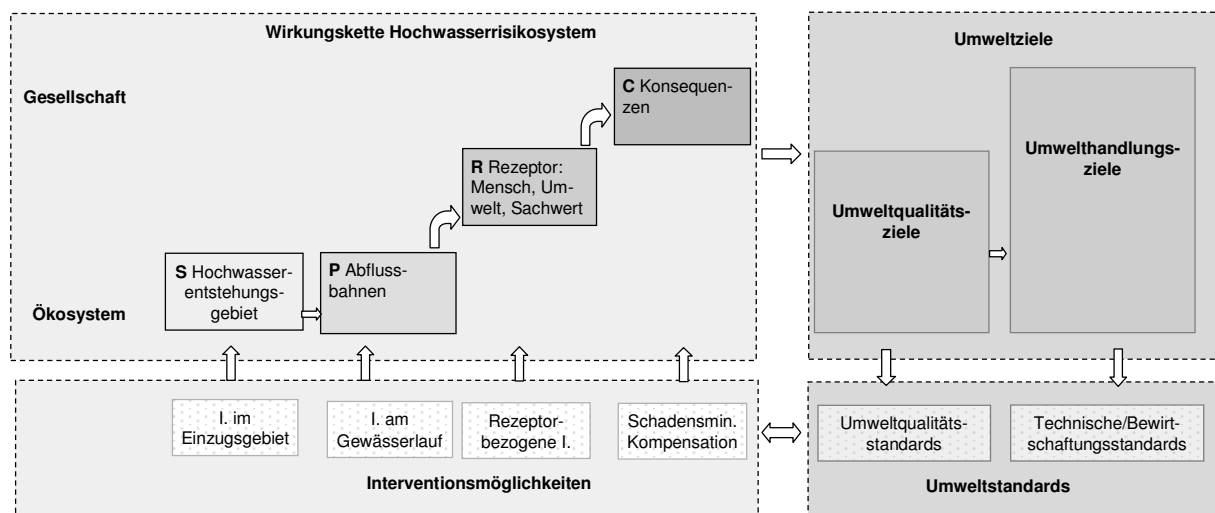 Wirkungskette Hochwasserrisikosystem
Gesellschaft
C Konsequen-
zen
R Rezeptor:
Mensch, Um-
welt, Sachwert
S Hochwasser-
entstehungs-
gebiet
P Abfluss-
bahnen
Ökosystem
Umweltziele
Umweltqualitäts-
ziele
Umwelthandlungs-
ziele
I. im
Einzugsgebiet
I. am
Gewässerlauf
Rezeptor-
bezogene I.
Schadensmin.
Kompensation
Interventionsmöglichkeiten
Umweltqualitäts-
standards
Technische/Bewirt-
schaftungsstandards
Umweltstandards